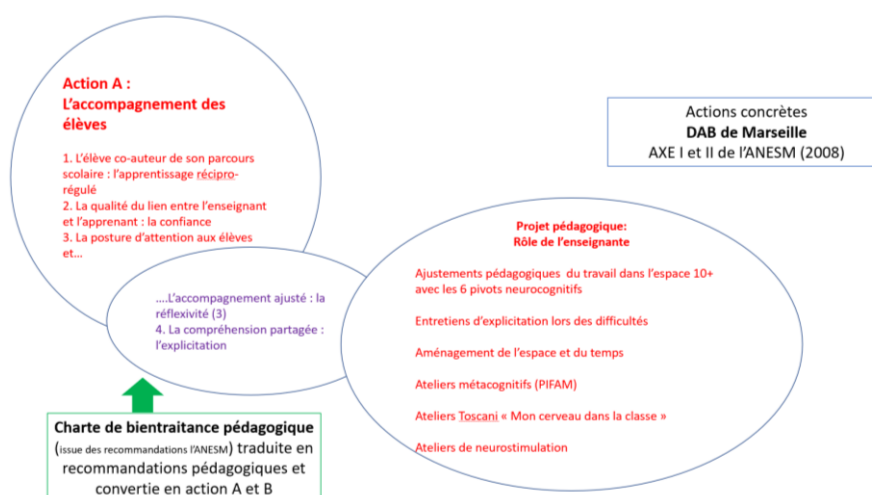 Action A :
L'accompagnement des
élèves
1. L'élève co-auteur de son parcours
scolaire : l'apprentissage récipro-
régulé
2. La qualité du lien entre l'enseignant
et l'apprenant : la confiance
3. La posture d'attention aux élèves
et...
....L'accompagnement ajusté : la
réflexivité (3)
4. La compréhension partagée :
l'explicitation
Charte de bientraitance pédagogique
(issue des recommandations l'ANESM) traduite en
recommandations pédagogiques et
convertie en action A et B
Actions concrètes
DAB de Marseille
AXE I et II de l'ANESM (2008)
Projet pédagogique:
Rôle de l'enseignante
Ajustements pédagogiques du travail dans l'espace 10+
avec les 6 pivots neurocognitifs
Entretiens d'explicitation lors des difficultés
Aménagement de l'espace et du temps
Ateliers métacognitifs (PIFAM)
Ateliers Toscani « Mon cerveau dans la classe »
Ateliers de neurostimulation